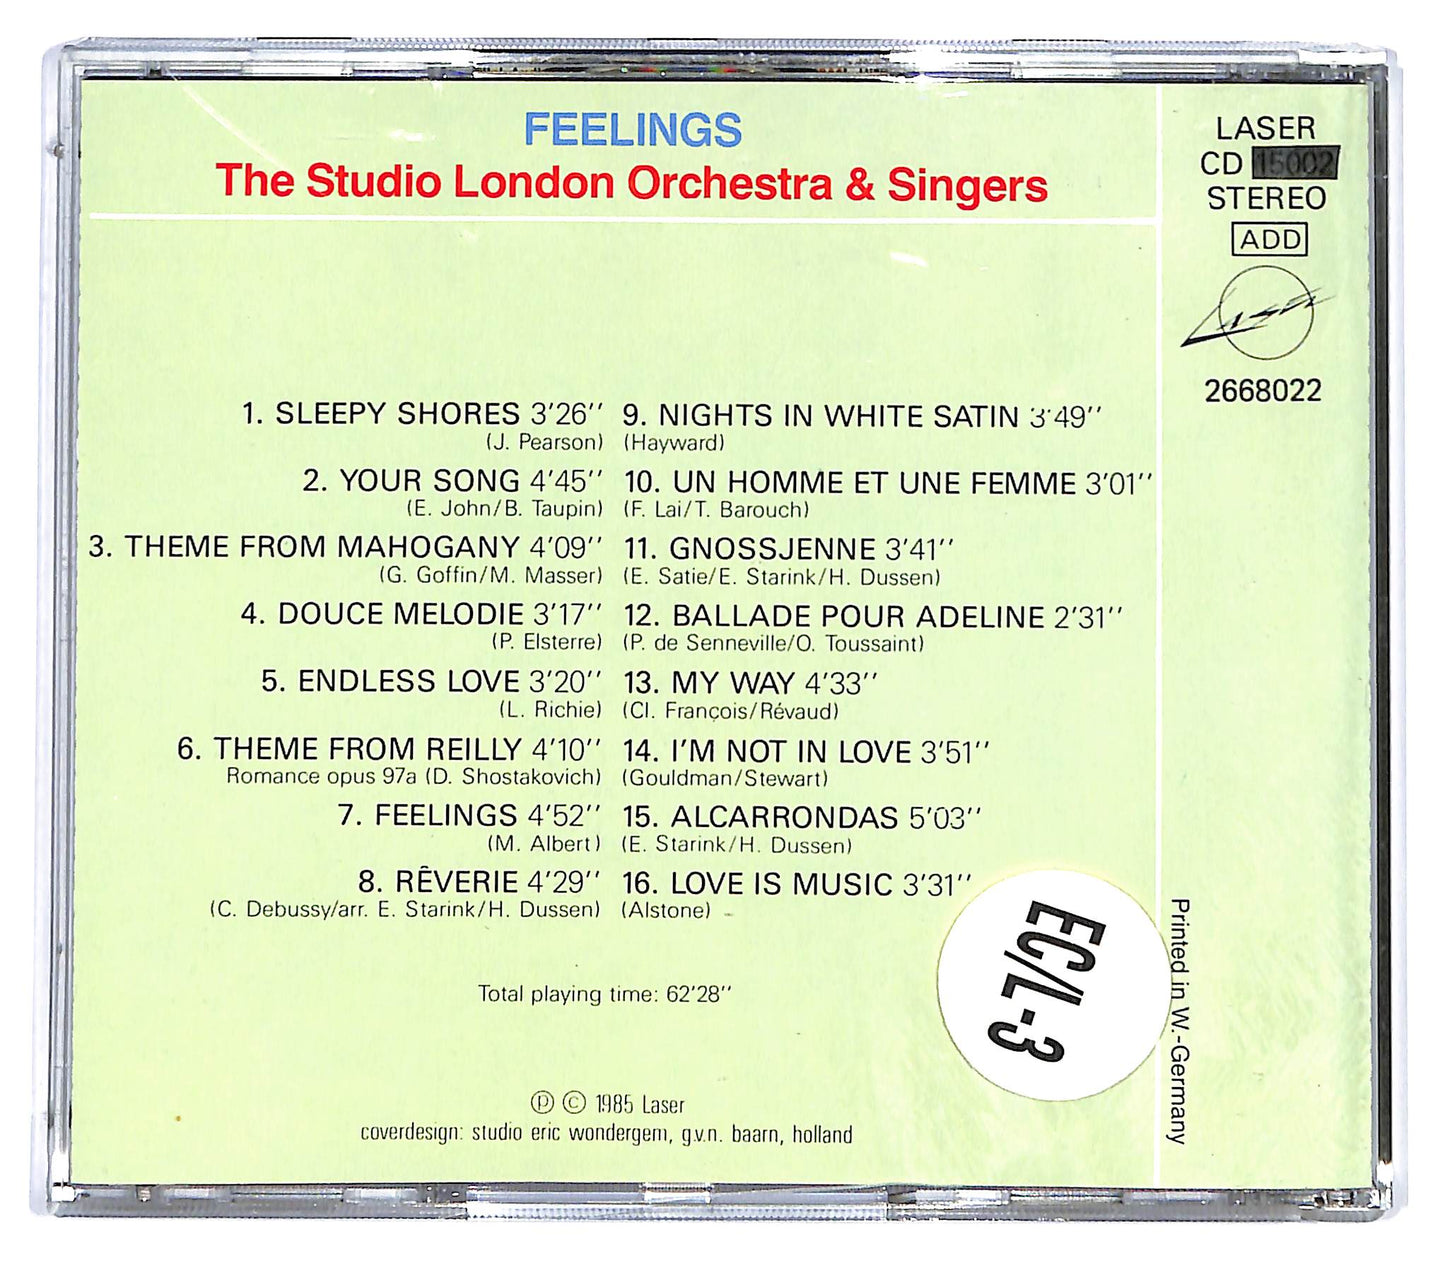 FEELINGS
The Studio London Orchestra & Singers
1. SLEEPY SHORES 3'26''
(J. Pearson)
2. YOUR SONG 4'45''
(E. John/B. Taupin)
3. THEME FROM MAHOGANY 4'09''
(G. Goffin/M. Masser)
4. DOUCE MELODIE 3'17''
(P. Elsterre)
5. ENDLESS LOVE 3'20''
(L. Richie)
6. THEME FROM REILLY 4'10''
Romance opus 97a (D. Shostakovich)
7. FEELINGS 4'52''
(M. Albert)
8. RÊVERIE 4'29''
(C. Debussy/arr. E. Starink/H. Dussen)
9. NIGHTS IN WHITE SATIN 3'49''
(Hayward)
10. UN HOMME ET UNE FEMME 3'01''
(F. Lai/T. Barouch)
11. GNOSSJENNE 3'41''
(E. Satie/E. Starink/H. Dussen)
12. BALLADE POUR ADELINE 2'31''
(P. de Senneville/O. Toussaint)
13. MY WAY 4'33''
(Cl. François/Révaud)
14. I'M NOT IN LOVE 3'51''
(Gouldman/Stewart)
15. ALCARRONDAS 5'03''
(E. Starink/H. Dussen)
16. LOVE IS MUSIC 3'31''
(Alstone)
Total playing time: 62'28''
℗ © 1985 Laser
coverdesign: studio eric wondergem, g.v.n. baarn, holland
LASER
CD 15002
STEREO
ADD
Laser
2668022
EC/L-3
Printed in W.-Germany